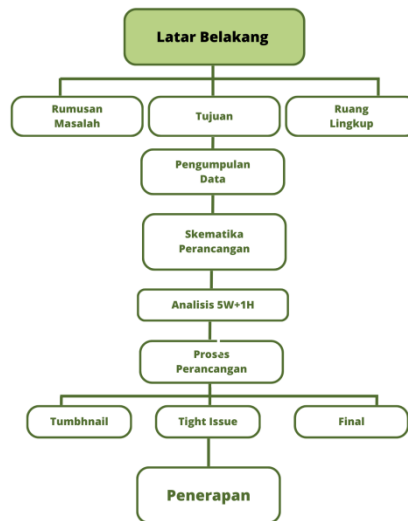 Latar Belakang
Rumusan
Masalah
Tujuan
Ruang
Lingkup
Pengumpulan
Data
Skematika
Perancangan
Analisis 5W+1H
Proses
Perancangan
Tumbhnail
Tight Issue
Final
Penerapan